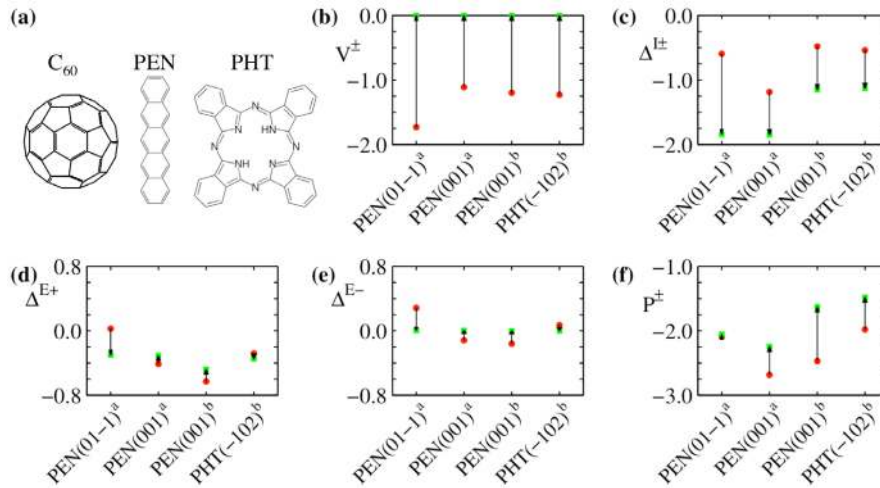 (a)
C60
PEN
PHT
N
N
N
HN
N
N
NH
N
N
(b)
V±
0.0
−1.0
−2.0
PEN(01−1)a
PEN(001)a
PEN(001)b
PHT(−102)b
(c)
ΔI±
0.0
−1.0
−2.0
PEN(01−1)a
PEN(001)a
PEN(001)b
PHT(−102)b
(d)
ΔE+
0.8
0.0
−0.8
PEN(01−1)a
PEN(001)a
PEN(001)b
PHT(−102)b
(e)
ΔE−
0.8
0.0
−0.8
PEN(01−1)a
PEN(001)a
PEN(001)b
PHT(−102)b
(f)
P±
−1.0
−2.0
−3.0
PEN(01−1)a
PEN(001)a
PEN(001)b
PHT(−102)b